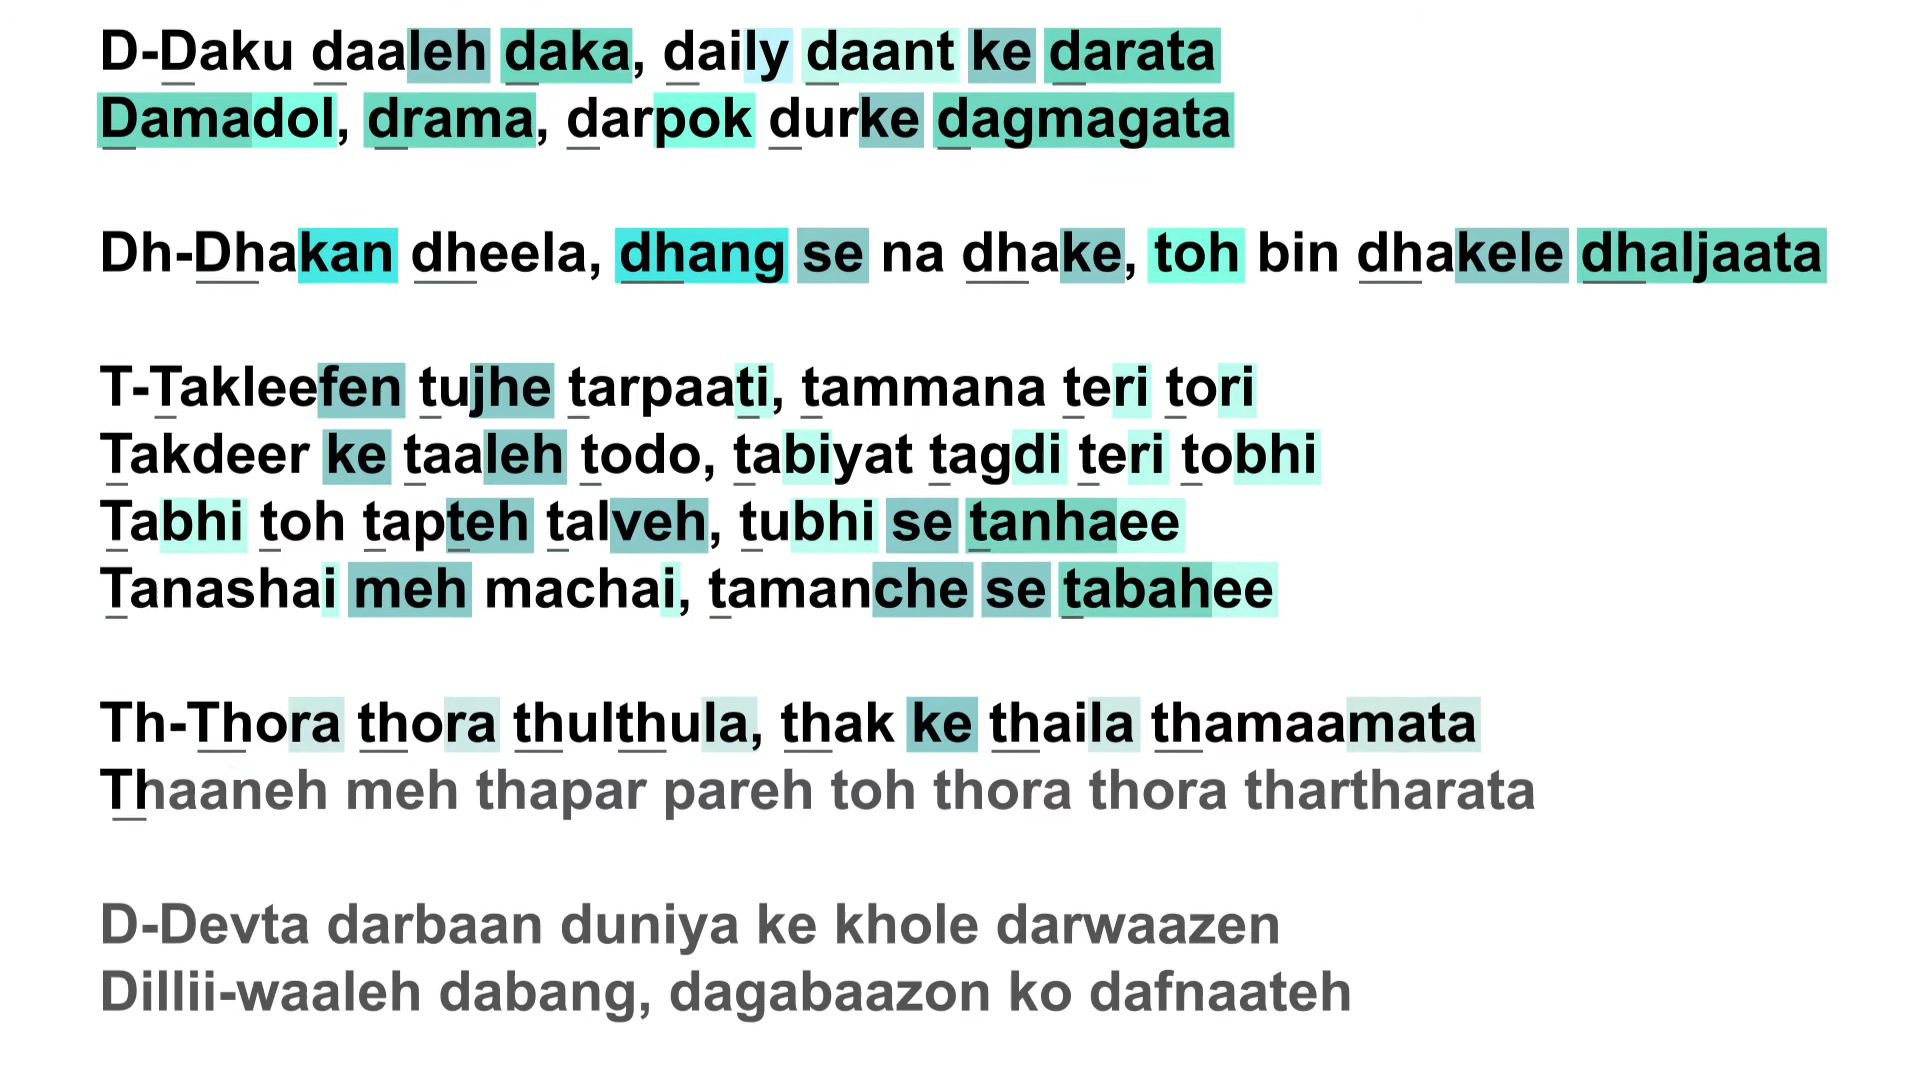 D-Daku daaleh daka, daily daant ke darata
Damadol, drama, darpok durke dagmagata
Dh-Dhakan dheela, dhang se na dhake, toh bin dhakele dhaljaata
T-Takleefen tujhe tarpaati, tammana teri tori
Takdeer ke taaleh todo, tabiyat tagdi teri tobhi
Tabhi toh tapteh talveh, tubhi se tanhaee
Tanashai meh machai, tamanche se tabahee
Th-Thora thora thulthula, thak ke thaila thamaamata
Thaaneh meh thapar pareh toh thora thora thartharata
D-Devta darbaan duniya ke khole darwaazen
Dillii-waaleh dabang, dagabaazon ko dafnaateh